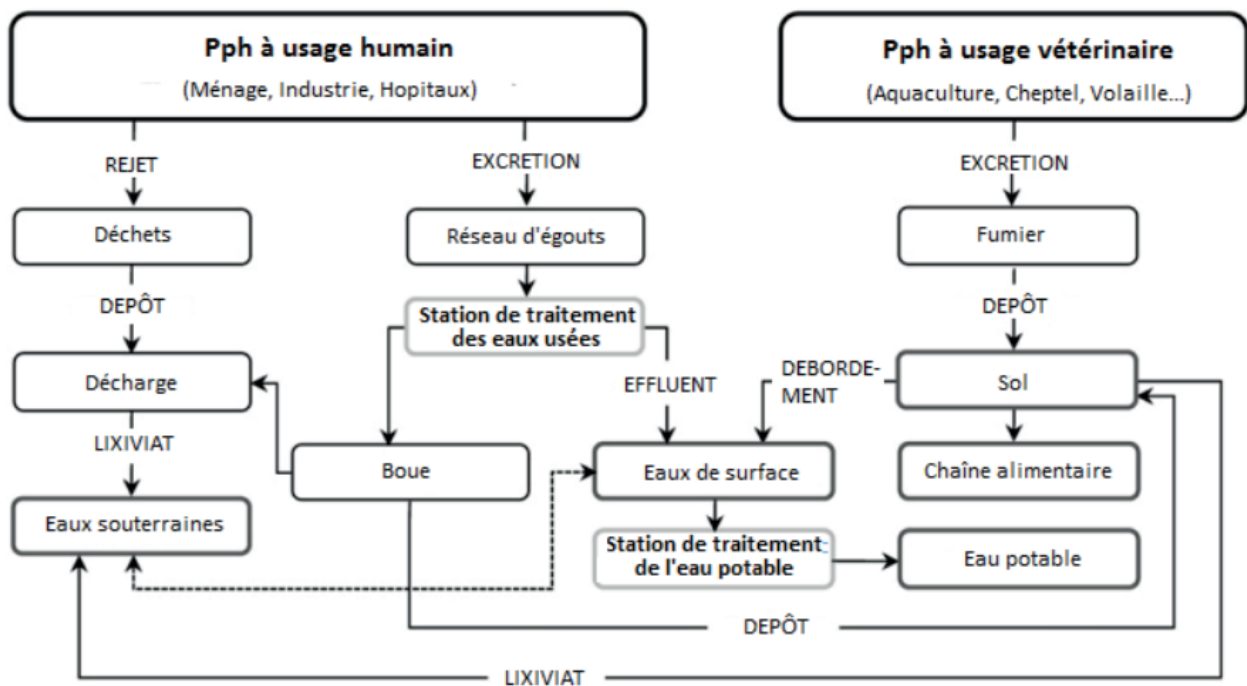 Pph à usage humain
(Ménage, Industrie, Hopitaux)
Pph à usage vétérinaire
(Aquaculture, Cheptel, Volaille...)
REJET
EXCRETION
EXCRETION
Déchets
Réseau d'égouts
Fumier
DEPÔT
Station de traitement
des eaux usées
DEPÔT
Décharge
EFFLUENT
DEBORDE-
MENT
Sol
LIXIVIAT
Boue
Eaux de surface
Chaîne alimentaire
Eaux souterraines
Station de traitement
de l'eau potable
Eau potable
DEPÔT
LIXIVIAT